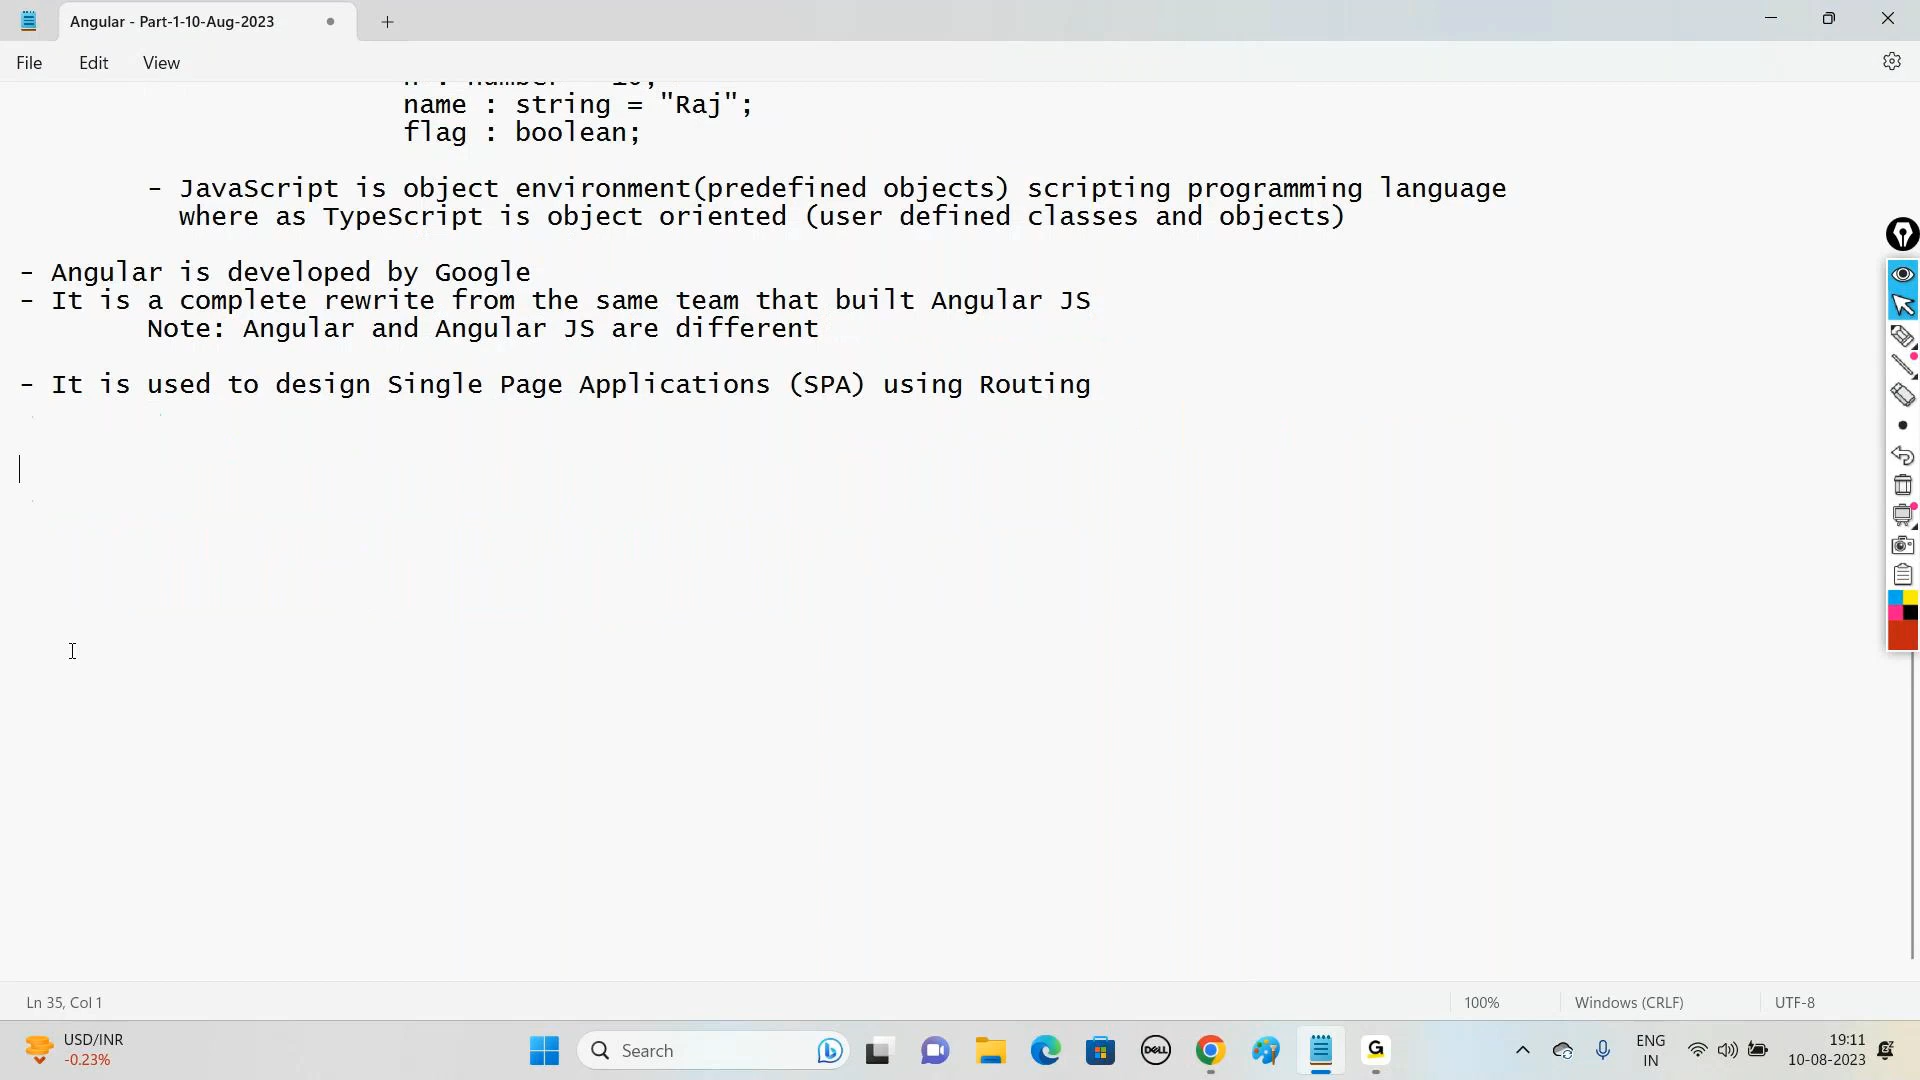 Angular - Part-1-10-Aug-2023
File Edit View
name : string = "Raj";
flag : boolean;
- JavaScript is object environment(predefined objects) scripting programming language
where as TypeScript is object oriented (user defined classes and objects)
- Angular is developed by Google
- It is a complete rewrite from the same team that built Angular JS
Note: Angular and Angular JS are different
- It is used to design Single Page Applications (SPA) using Routing
Ln 35, Col 1 100% Windows (CRLF) UTF-8
USD/INR
-0.23%
Search
DELL
G
ENG
IN
19:11
10-08-2023